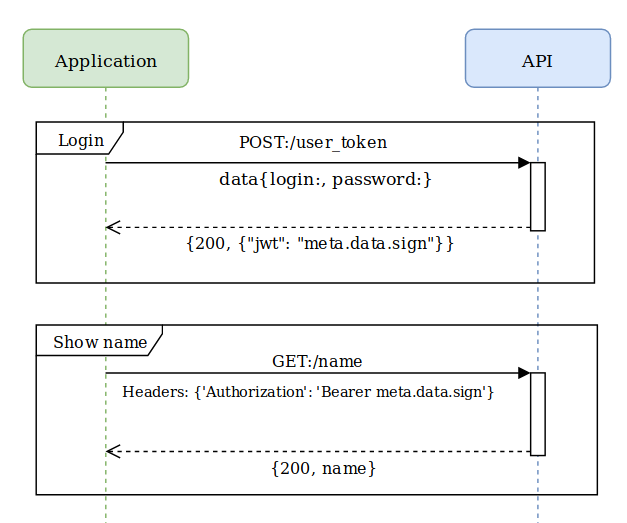 Application
API
Login
POST:/user_token
data{login:, password:}
{200, {"jwt": "meta.data.sign"}}
Show name
GET:/name
Headers: {'Authorization': 'Bearer meta.data.sign'}
{200, name}